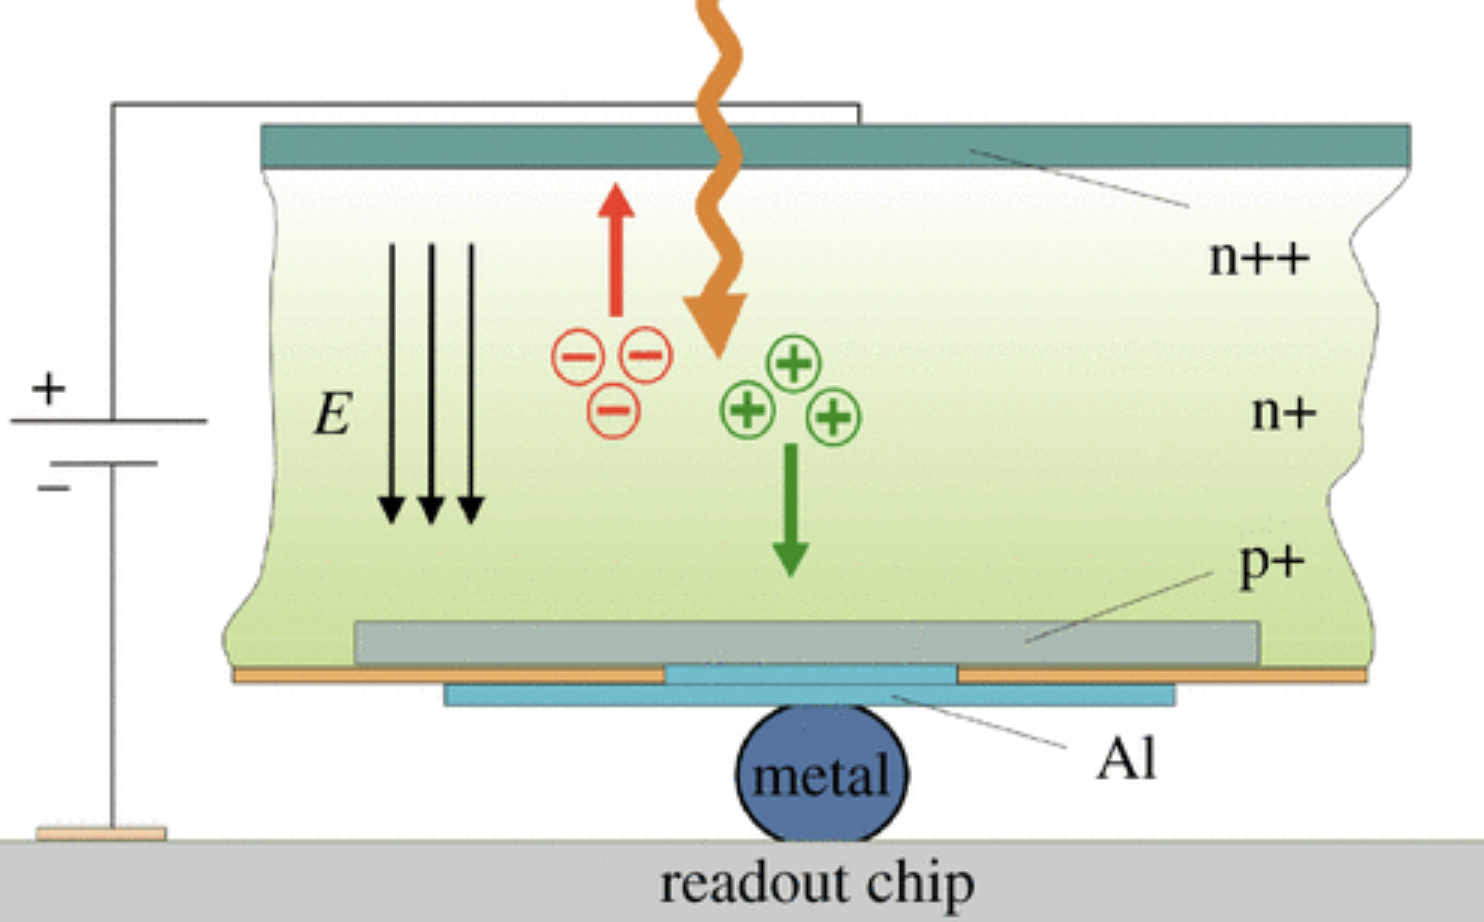 n++
+
E
n+
−
p+
Al
metal
readout chip